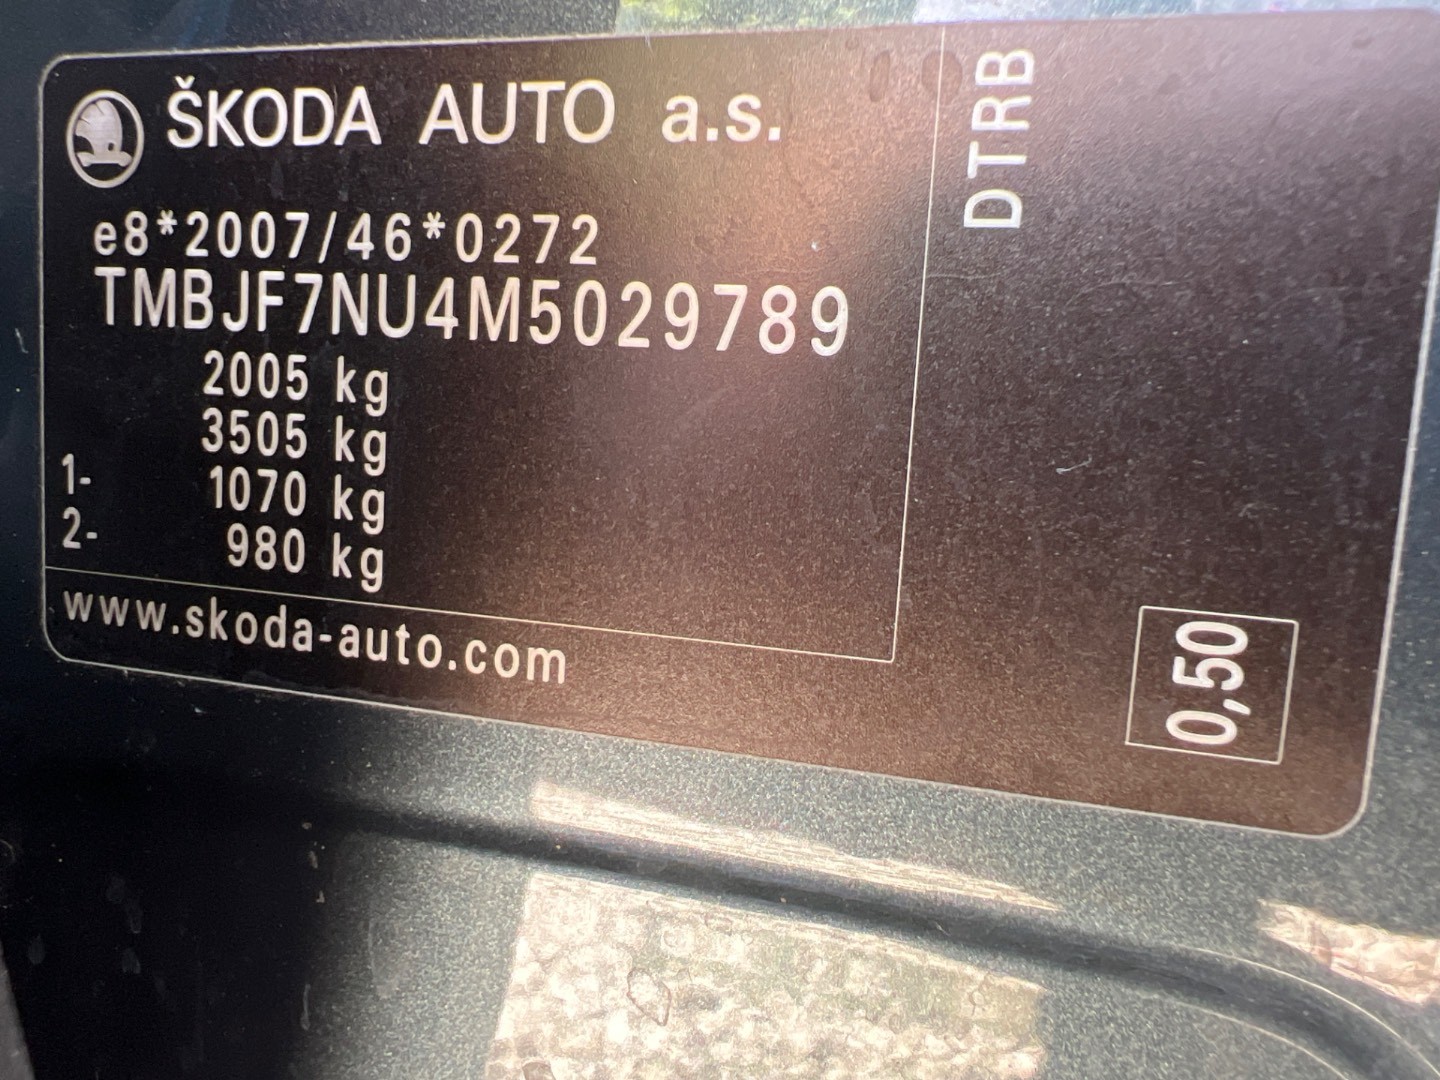 ŠKODA AUTO a.s.
e8*2007/46*0272
TMBJF7NU4M5029789
2005 kg
3505 kg
1- 1070 kg
2- 980 kg
www.skoda-auto.com
DTRB
0,50